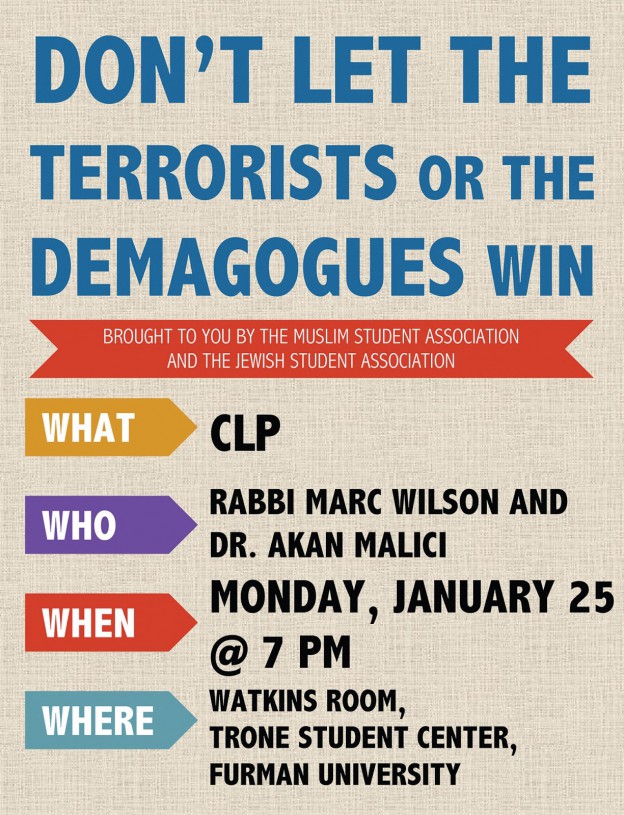 DON'T LET THE
TERRORISTS OR THE
DEMAGOGUES WIN
BROUGHT TO YOU BY THE MUSLIM STUDENT ASSOCIATION
AND THE JEWISH STUDENT ASSOCIATION
WHAT
CLP
WHO
RABBI MARC WILSON AND
DR. AKAN MALICI
WHEN
MONDAY, JANUARY 25
@ 7 PM
WHERE
WATKINS ROOM,
TRONE STUDENT CENTER,
FURMAN UNIVERSITY